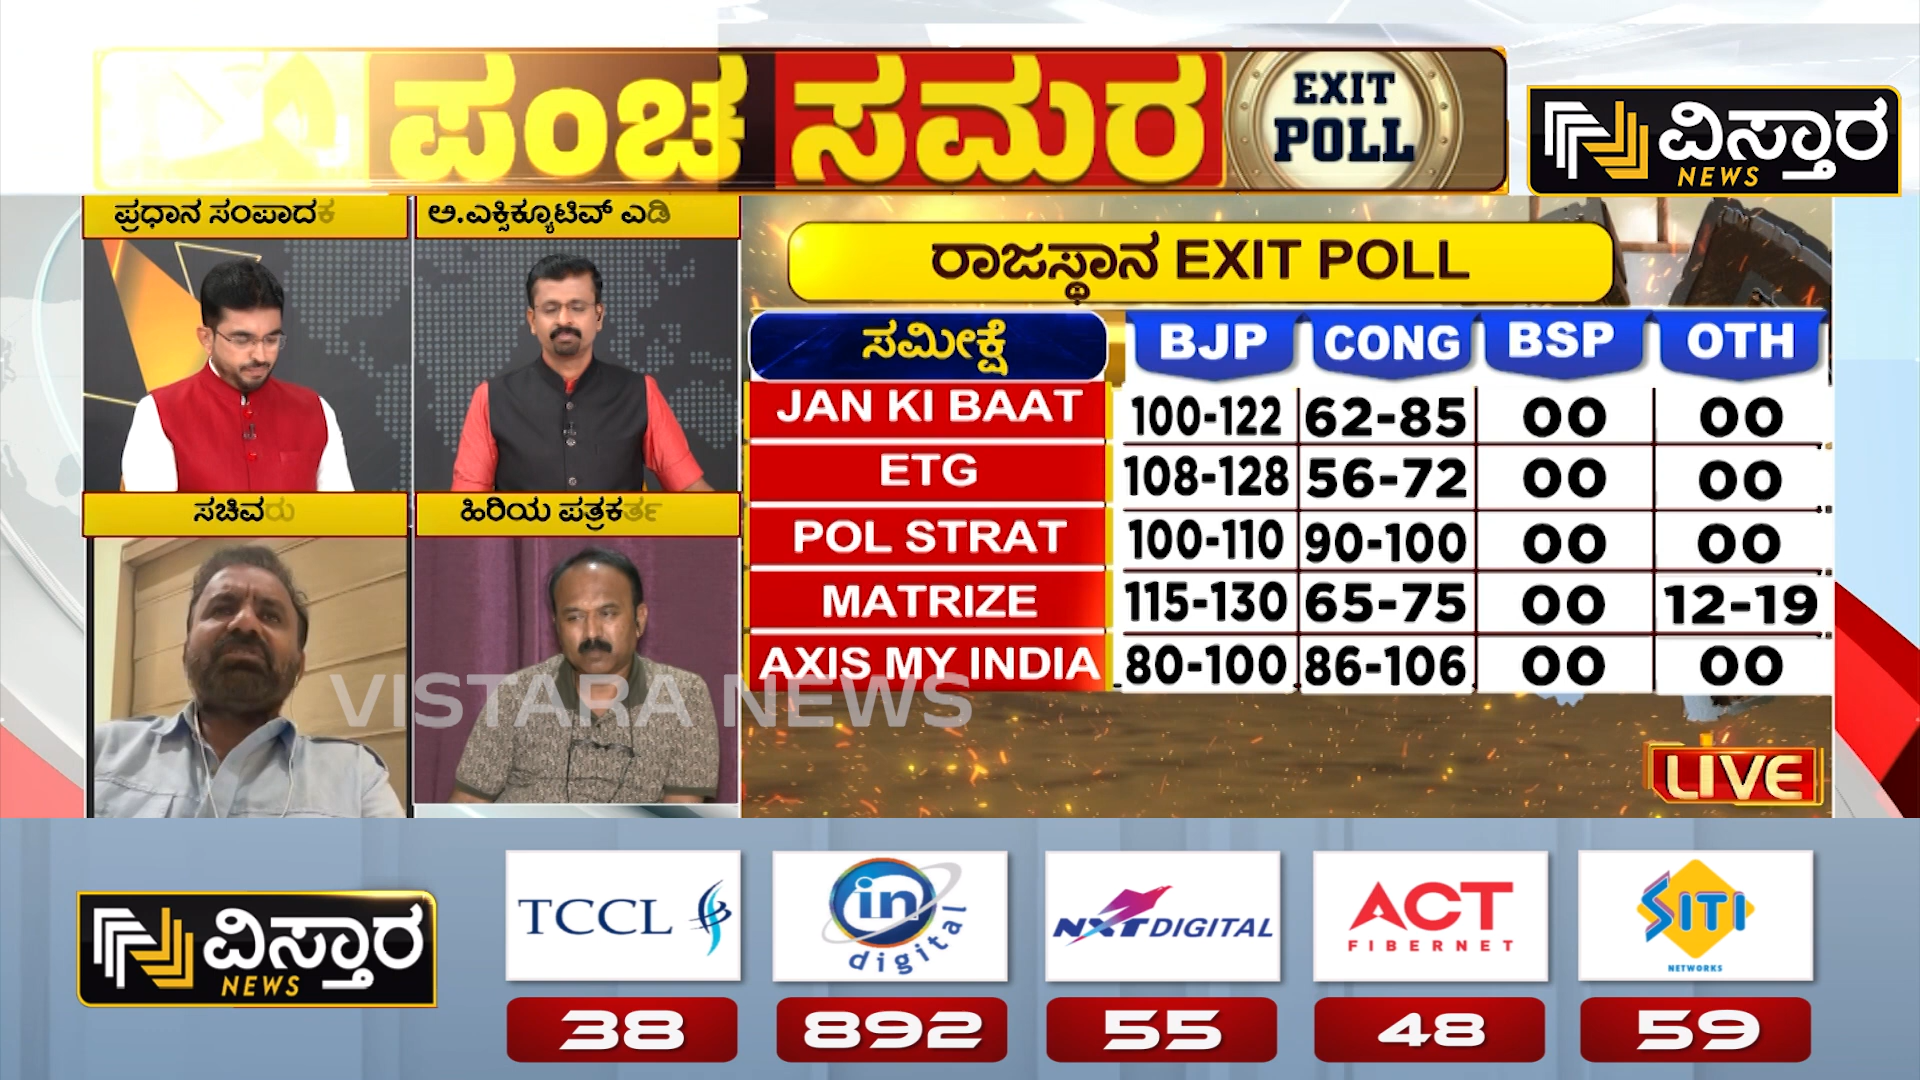 ಪಂಚ ಸಮರ
EXIT
POLL
ವಿಸ್ತಾರ
NEWS
ಪ್ರಧಾನ ಸಂಪಾದಕ
ಅ.ಎಕ್ಸಿಕ್ಯೂಟಿವ್ ಎಡಿ
ರಾಜಸ್ಥಾನ EXIT POLL
ಸಮೀಕ್ಷೆ BJP CONG BSP OTH
JAN KI BAAT 100-122 62-85 00 00
ETG 108-128 56-72 00 00
POL STRAT 100-110 90-100 00 00
MATRIZE 115-130 65-75 00 12-19
AXIS MY INDIA 80-100 86-106 00 00
ಸಚಿವರು
ಹಿರಿಯ ಪತ್ರಕರ್ತ
VISTARA NEWS
LIVE
ವಿಸ್ತಾರ
NEWS
TCCL
in
digital
NXTDIGITAL
ACT
FIBERNET
SITI
NETWORKS
38 892 55 48 59